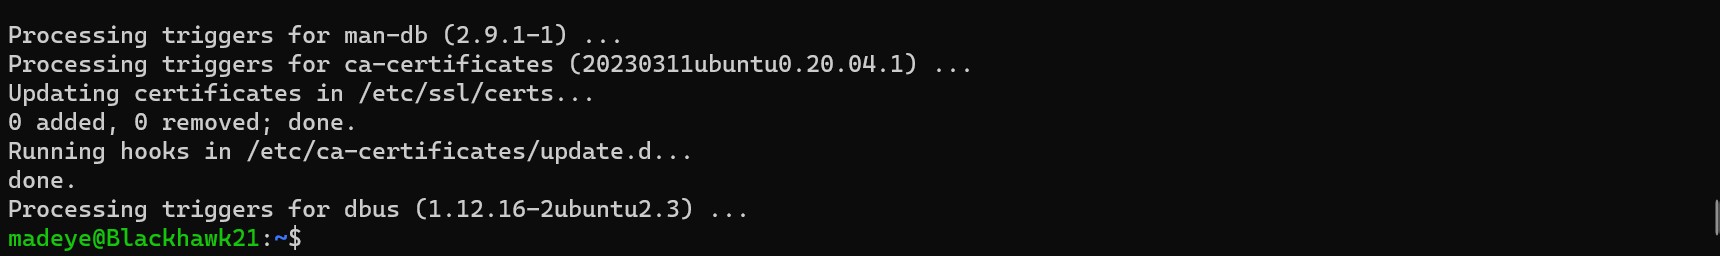 Processing triggers for man-db (2.9.1-1) ...
Processing triggers for ca-certificates (20230311ubuntu0.20.04.1) ...
Updating certificates in /etc/ssl/certs...
0 added, 0 removed; done.
Running hooks in /etc/ca-certificates/update.d...
done.
Processing triggers for dbus (1.12.16-2ubuntu2.3) ...
madeye@Blackhawk21:~$